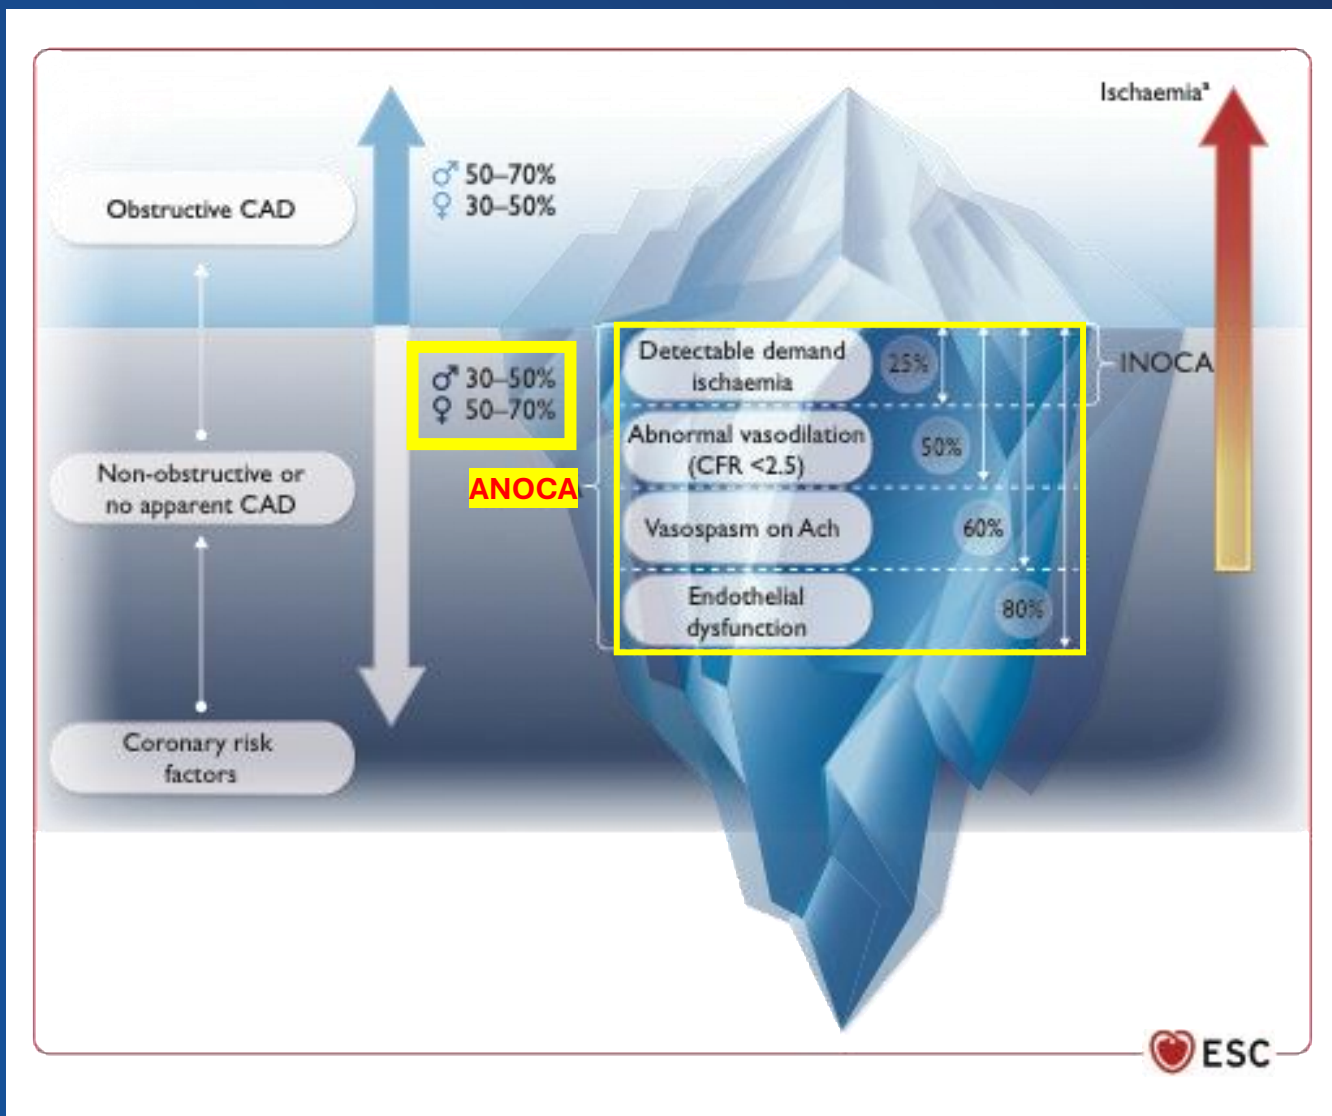 Ischaemiaª
Obstructive CAD
♂ 50–70%
♀ 30–50%
♂ 30–50%
♀ 50–70%
ANOCA
Non-obstructive or
no apparent CAD
Coronary risk
factors
Detectable demand
ischaemia
25%
Abnormal vasodilation
(CFR <2.5)
50%
Vasospasm on Ach
60%
Endothelial
dysfunction
80%
INOCA
ESC